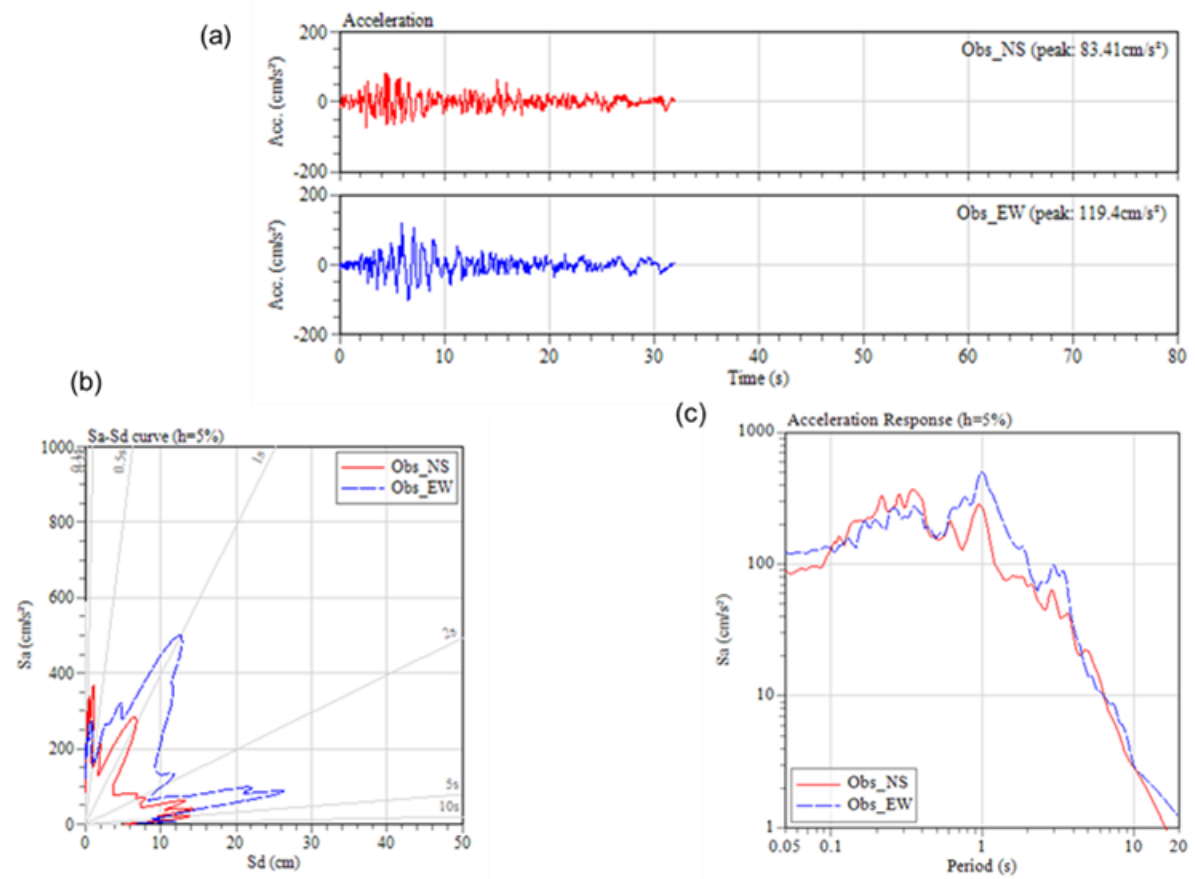 (a)
Acceleration
Obs_NS (peak: 83.41cm/s²)
200
0
-200
Acc. (cm/s²)
Obs_EW (peak: 119.4cm/s²)
200
0
-200
Acc. (cm/s²)
0 10 20 30 40 50 60 70 80
Time (s)
(b)
Sa-Sd curve (h=5%)
0.5s 1s
Obs_NS
Obs_EW
2s
5s
10s
1000
800
600
400
200
0
Sa (cm/s²)
0 10 20 30 40 50
Sd (cm)
(c)
Acceleration Response (h=5%)
1000
100
10
1
Sa (cm/s²)
Obs_NS
Obs_EW
0.05 0.1 1 10 20
Period (s)